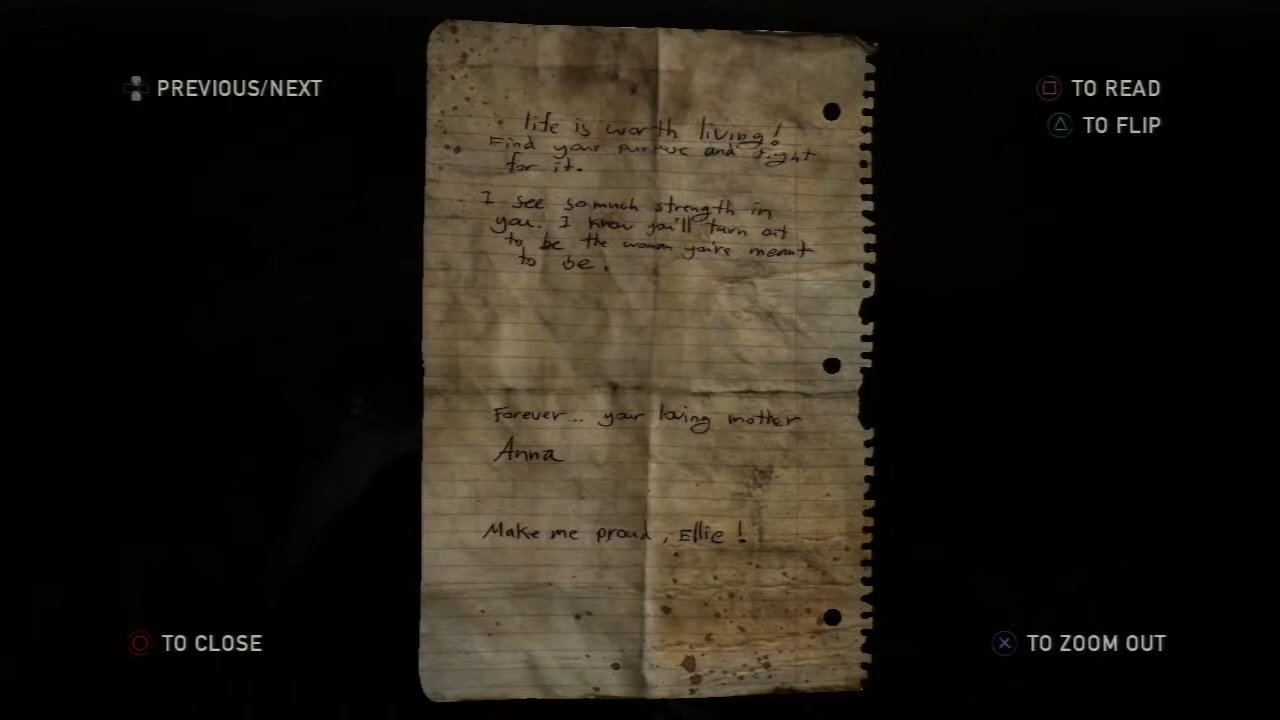 PREVIOUS/NEXT
TO READ
TO FLIP
life is worth living!
Find your purpose and fight
for it.
I see so much strength in
you. I know you'll turn out
to be the woman you're meant
to be.
Forever... your loving mother
Anna
Make me proud, Ellie!
TO CLOSE
TO ZOOM OUT